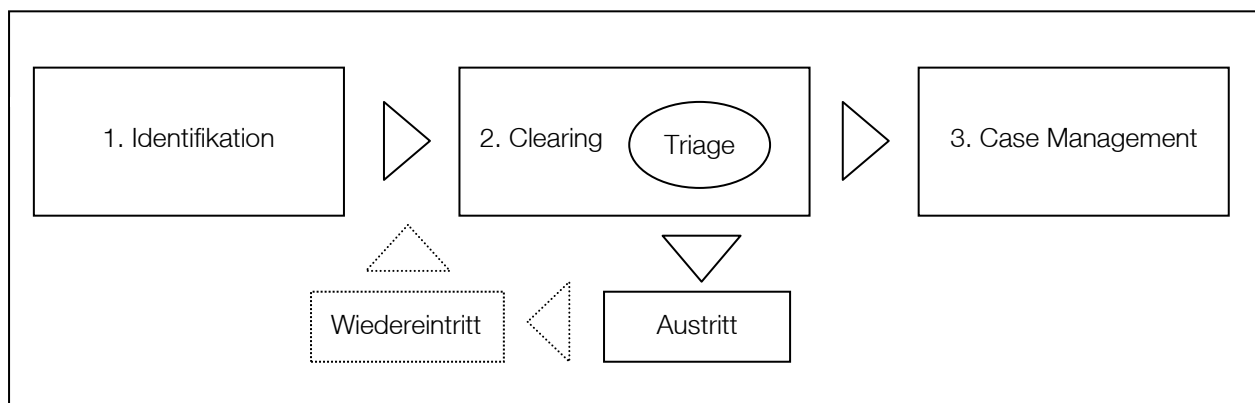 1. Identifikation
2. Clearing
Triage
3. Case Management
Wiedereintritt
Austritt